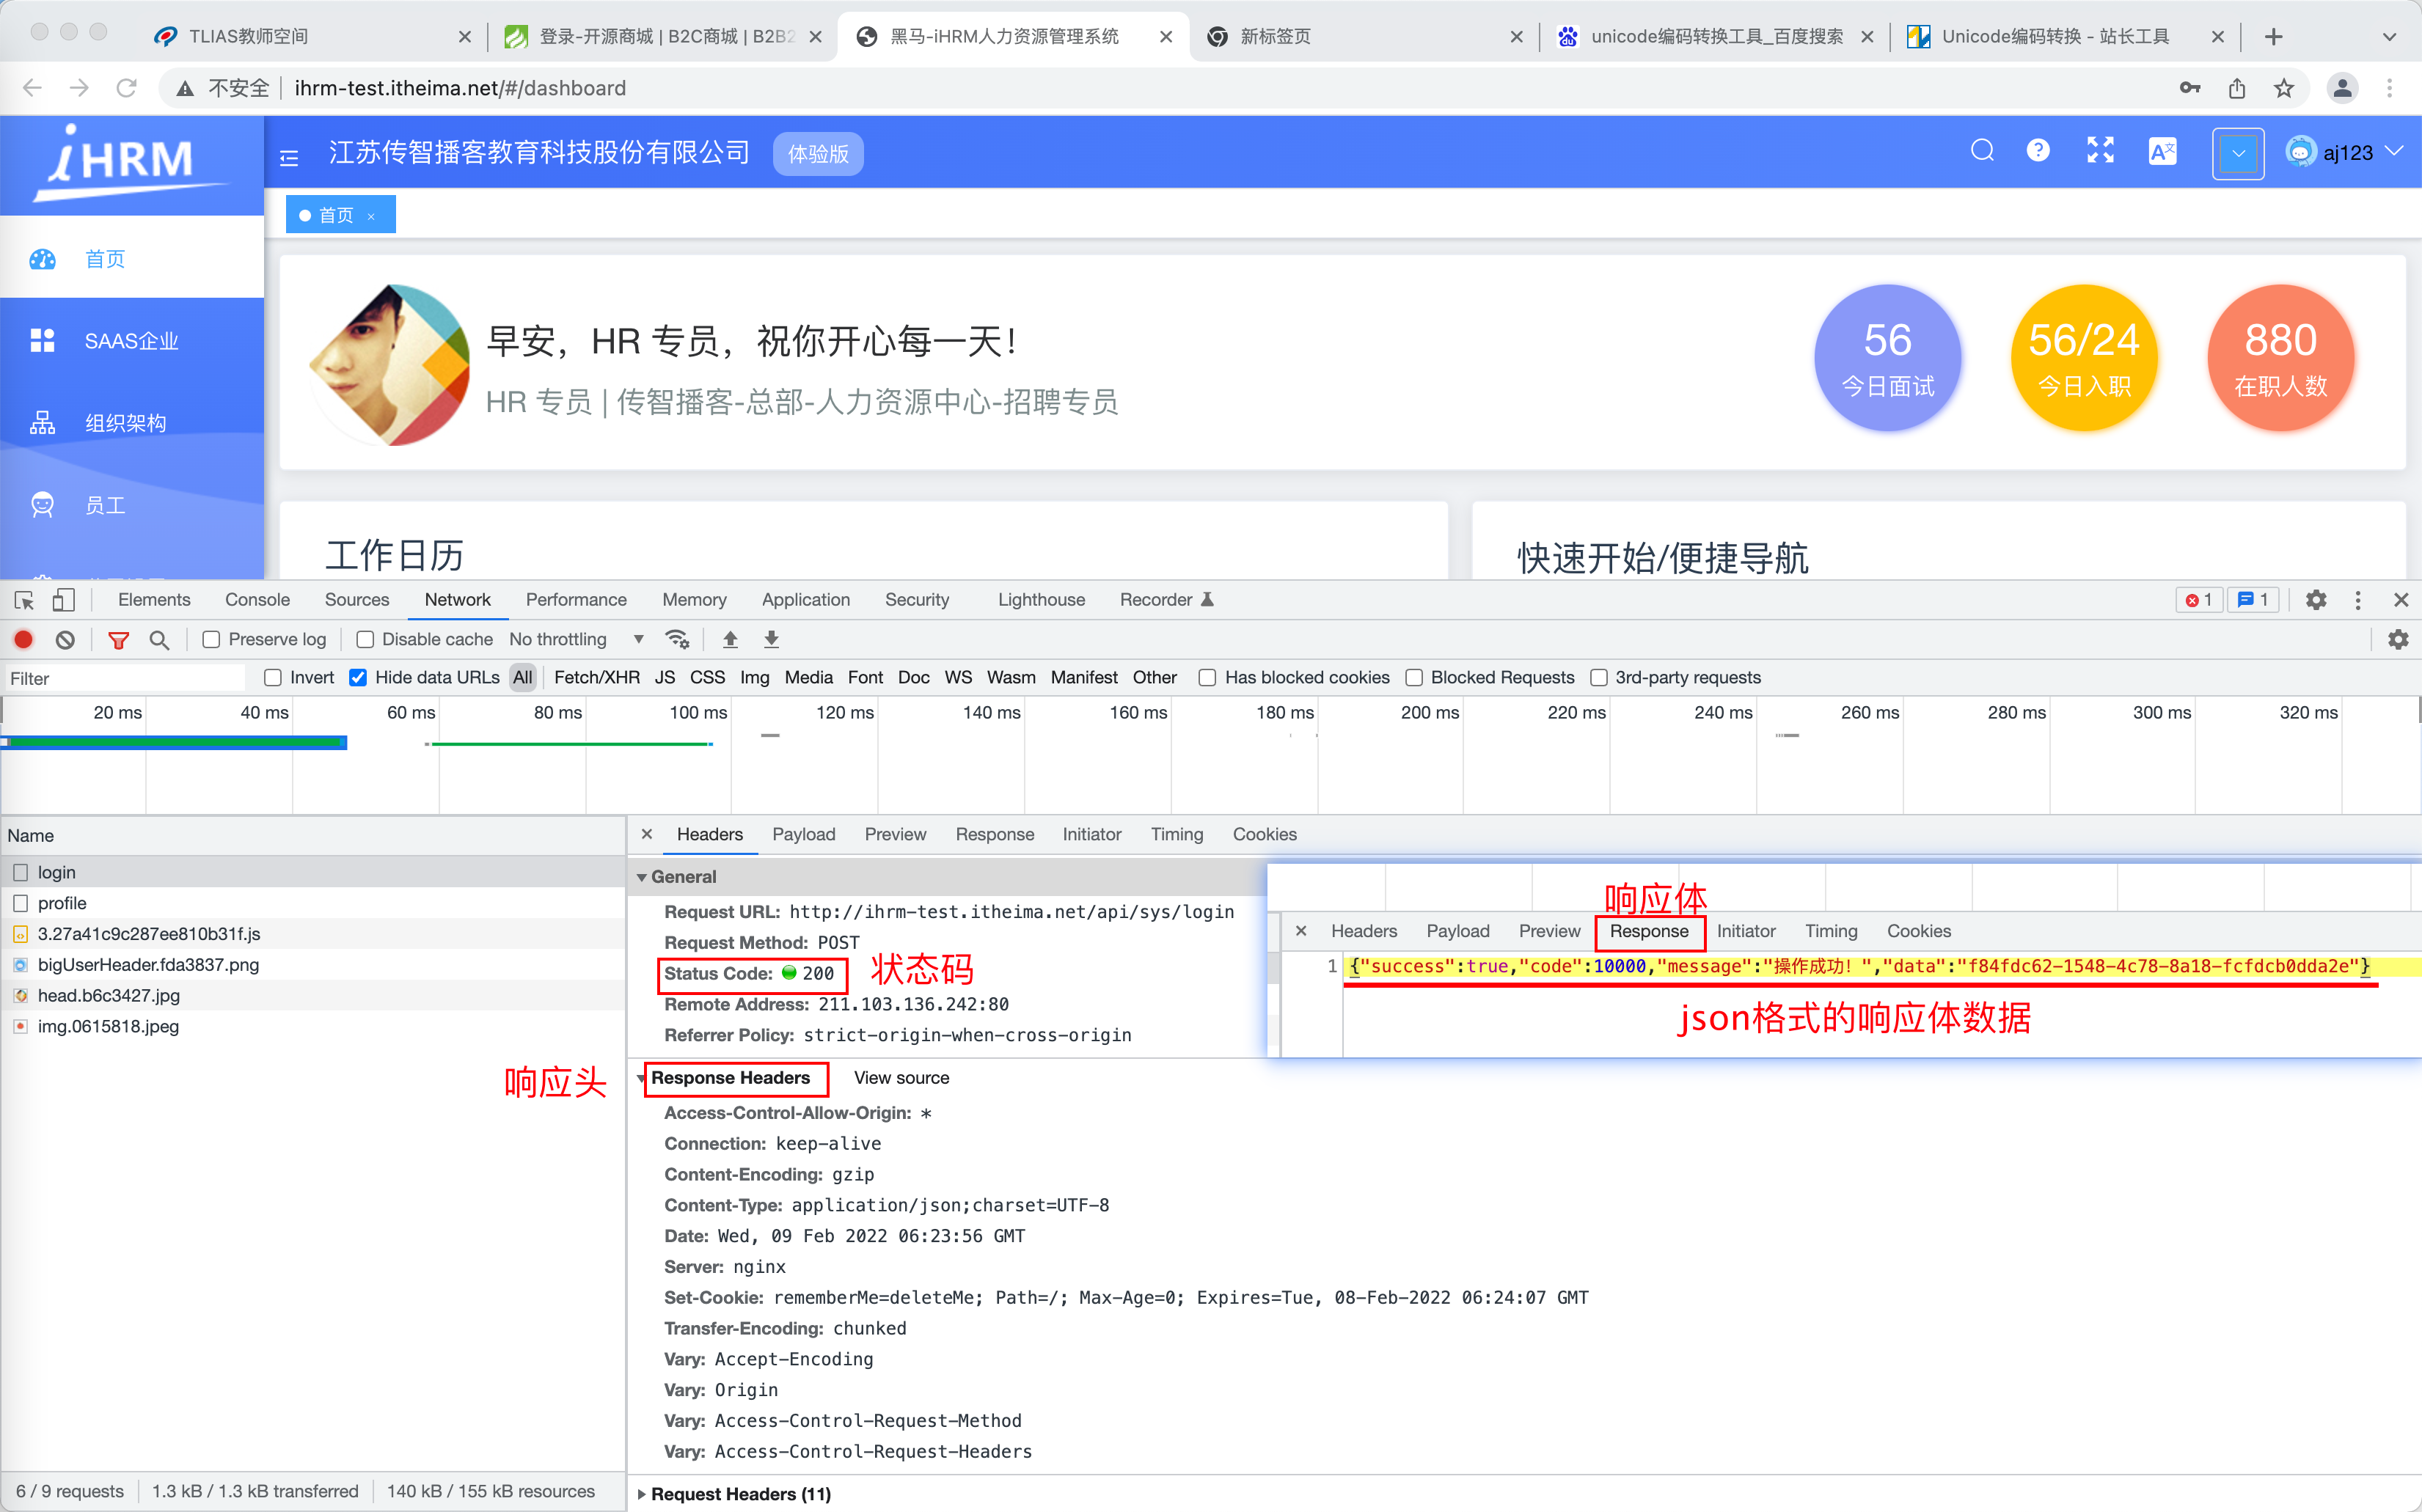 TLIAS教师空间
登录-开源商城 | B2C商城 | B2B2
黑马-iHRM人力资源管理系统
新标签页
unicode编码转换工具_百度搜索
Unicode编码转换 - 站长工具
不安全
ihrm-test.itheima.net/#/dashboard
iHRM
江苏传智播客教育科技股份有限公司
体验版
aj123
首页
首页
SAAS企业
组织架构
员工
早安，HR 专员，祝你开心每一天！
HR 专员 | 传智播客-总部-人力资源中心-招聘专员
56
今日面试
56/24
今日入职
880
在职人数
工作日历
快速开始/便捷导航
Elements Console Sources Network Performance Memory Application Security Lighthouse Recorder 1 1
Preserve log Disable cache No throttling
Filter Invert Hide data URLs All Fetch/XHR JS CSS Img Media Font Doc WS Wasm Manifest Other Has blocked cookies Blocked Requests 3rd-party requests
20 ms 40 ms 60 ms 80 ms 100 ms 120 ms 140 ms 160 ms 180 ms 200 ms 220 ms 240 ms 260 ms 280 ms 300 ms 320 ms
Name
login
profile
3.27a41c9c287ee810b31f.js
bigUserHeader.fda3837.png
head.b6c3427.jpg
img.0615818.jpeg
Headers Payload Preview Response Initiator Timing Cookies
General
Request URL: http://ihrm-test.itheima.net/api/sys/login
Request Method: POST
Status Code: 200
状态码
Remote Address: 211.103.136.242:80
Referrer Policy: strict-origin-when-cross-origin
响应体
Headers Payload Preview Response Initiator Timing Cookies
1 {"success":true,"code":10000,"message":"操作成功！","data":"f84fdc62-1548-4c78-8a18-fcfdcb0dda2e"}
json格式的响应体数据
响应头
Response Headers View source
Access-Control-Allow-Origin: *
Connection: keep-alive
Content-Encoding: gzip
Content-Type: application/json;charset=UTF-8
Date: Wed, 09 Feb 2022 06:23:56 GMT
Server: nginx
Set-Cookie: rememberMe=deleteMe; Path=/; Max-Age=0; Expires=Tue, 08-Feb-2022 06:24:07 GMT
Transfer-Encoding: chunked
Vary: Accept-Encoding
Vary: Origin
Vary: Access-Control-Request-Method
Vary: Access-Control-Request-Headers
Request Headers (11)
6 / 9 requests 1.3 kB / 1.3 kB transferred 140 kB / 155 kB resources